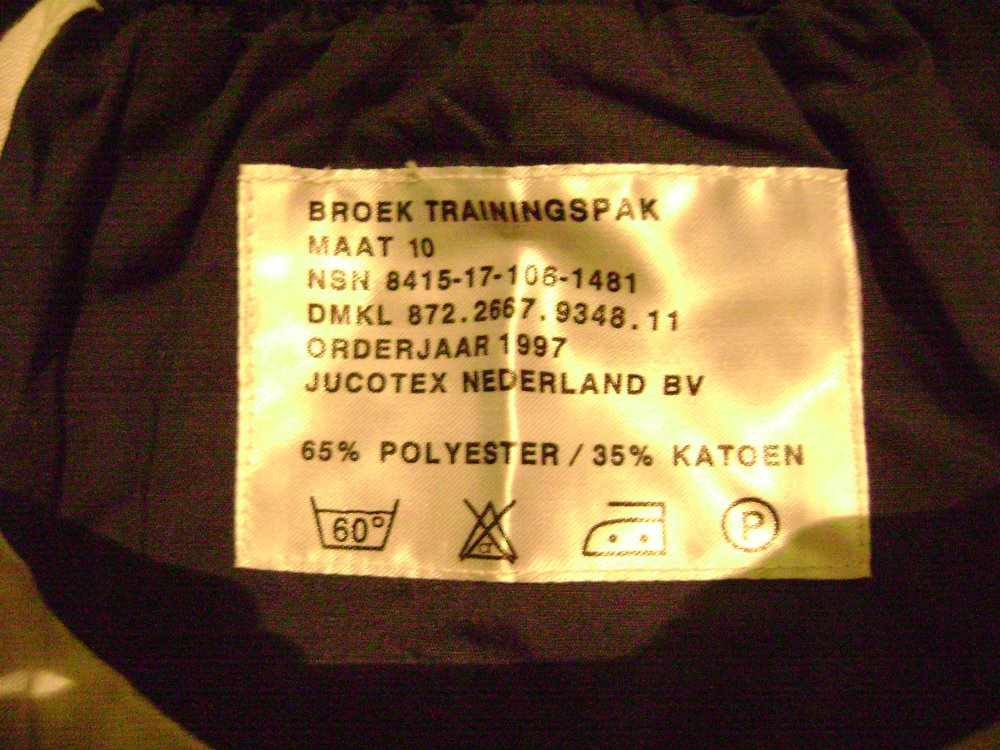 BROEK TRAININGSPAK
MAAT 10
NSN 8415-17-106-1481
DMKL 872.2667.9348.11
ORDERJAAR 1997
JUCOTEX NEDERLAND BV
65% POLYESTER / 35% KATOEN
60° CL P